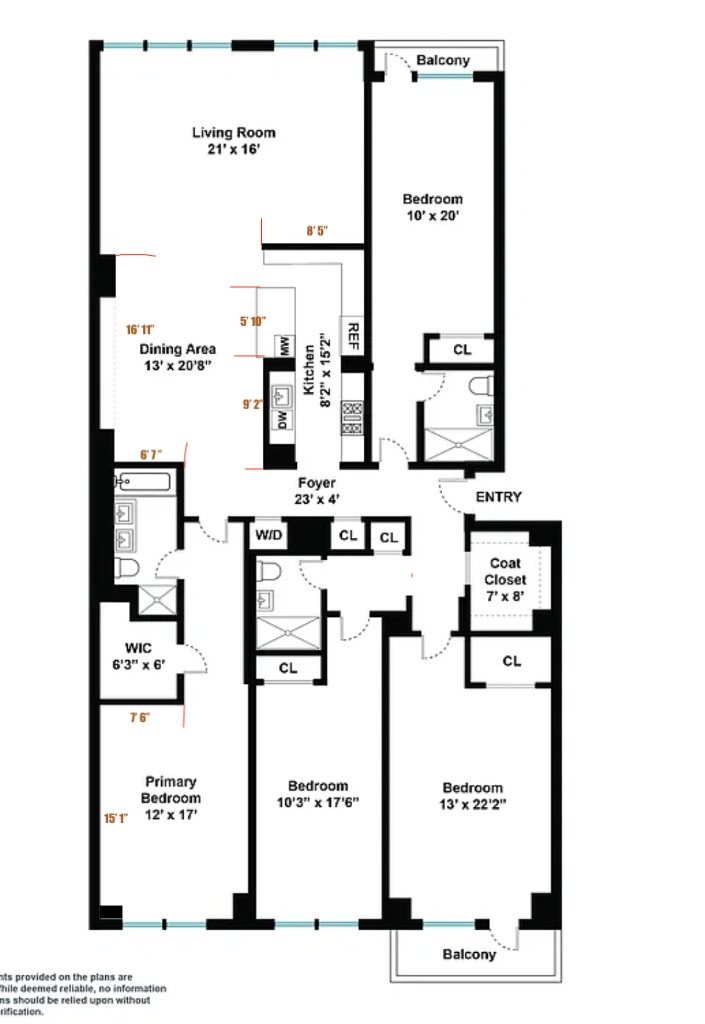 Balcony
Living Room
21' x 16'
Bedroom
10' x 20'
8' 5"
5' 10"
16' 11"
Dining Area
13' x 20'8"
MW
REF
Kitchen
8'2" x 15'2"
CL
9' 2"
DW
6' 7"
Foyer
23' x 4'
ENTRY
W/D
CL
CL
Coat
Closet
7' x 8'
WIC
6'3" x 6'
CL
CL
7' 6"
Primary
Bedroom
12' x 17'
15' 1"
Bedroom
10'3" x 17'6"
Bedroom
13' x 22'2"
Balcony
nts provided on the plans are
hile deemed reliable, no information
ns should be relied upon without
rification.